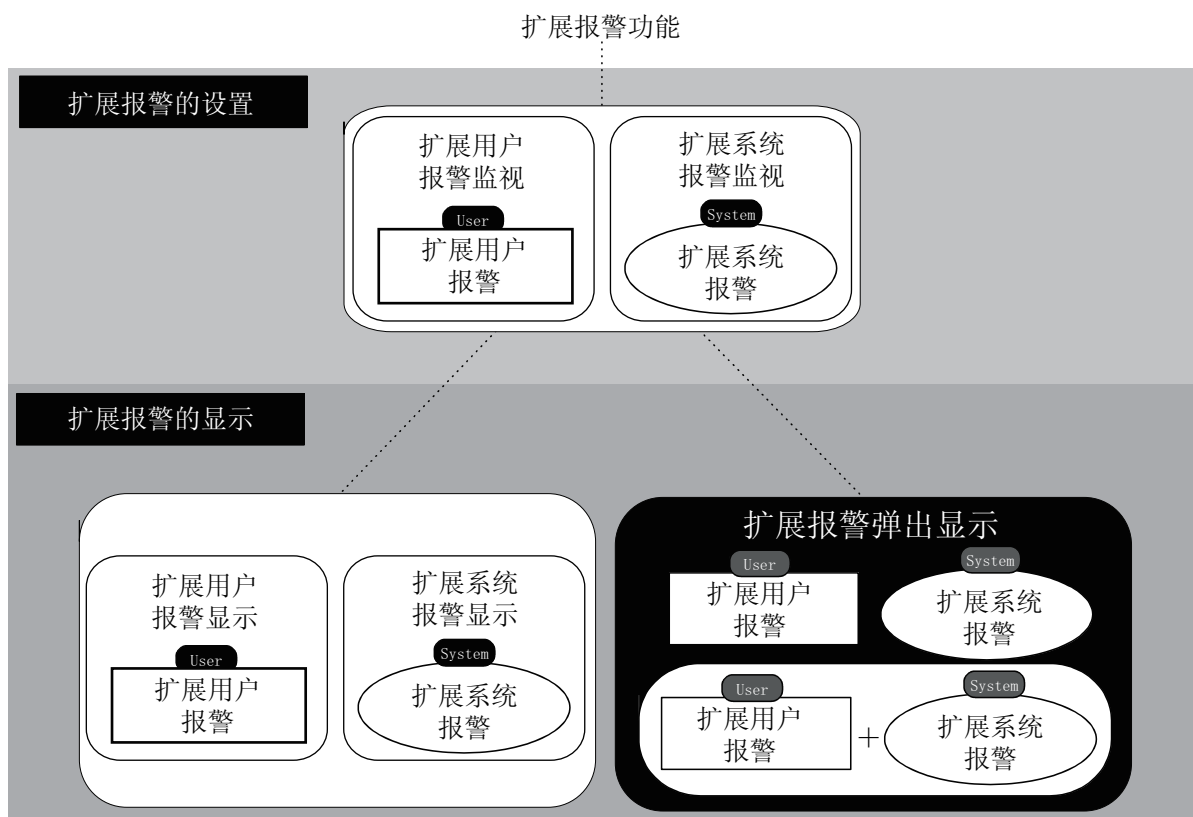 扩展报警功能
扩展报警的设置
扩展用户
报警监视
User
扩展用户
报警
扩展系统
报警监视
System
扩展系统
报警
扩展报警的显示
扩展用户
报警显示
User
扩展用户
报警
扩展系统
报警显示
System
扩展系统
报警
扩展报警弹出显示
User
扩展用户
报警
System
扩展系统
报警
User
扩展用户
报警
+
System
扩展系统
报警